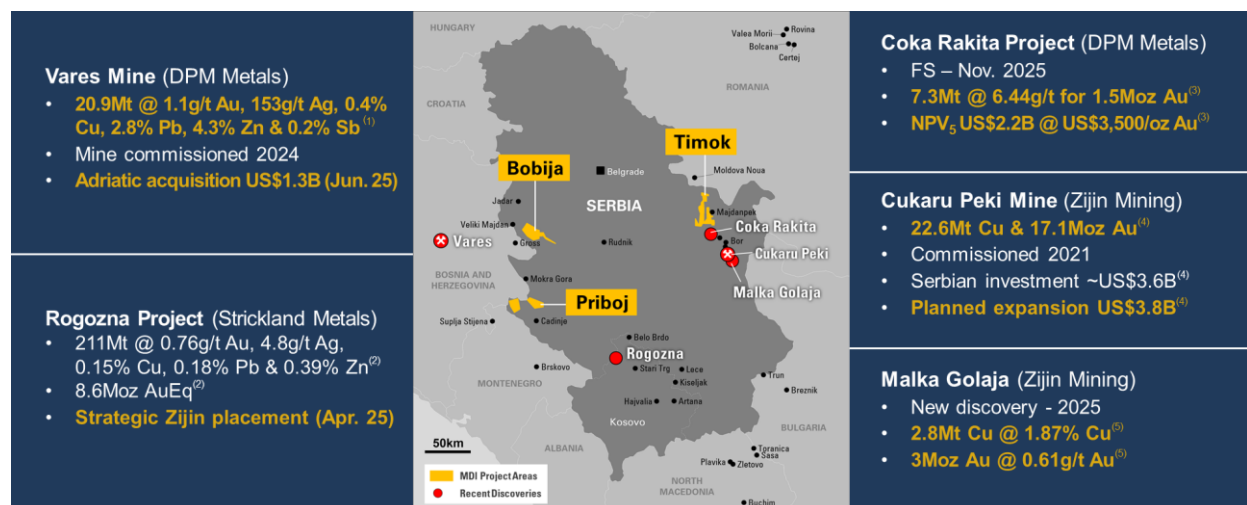 Vares Mine (DPM Metals)
• 20.9Mt @ 1.1g/t Au, 153g/t Ag, 0.4%
Cu, 2.8% Pb, 4.3% Zn & 0.2% Sb(1)
• Mine commissioned 2024
• Adriatic acquisition US$1.3B (Jun. 25)
Rogozna Project (Strickland Metals)
• 211Mt @ 0.76g/t Au, 4.8g/t Ag,
0.15% Cu, 0.18% Pb & 0.39% Zn(2)
• 8.6Moz AuEq(2)
• Strategic Zijin placement (Apr. 25)
HUNGARY
Rovina
Valea Morii
Bolcana
Certej
CROATIA
ROMANIA
Timok
Bobija
Belgrade
Moldova Noua
Jadar
SERBIA
Majdanpek
Veliki Majdan
Coka Rakita
Vares
Gross
Rudnik
Bor
Cukaru Peki
BOSNIA AND
HERZEGOVINA
Mokra Gora
Malka Golaja
Priboj
Suplja Stijena
Cadinje
Belo Brdo
Rogozna
Brskovo
Stari Trg
Lece
Trun
MONTENEGRO
Kiseljak
Breznik
Hajvalia
Artana
Kosovo
BULGARIA
50km
ALBANIA
Toranica
Sasa
Plavika
Zletovo
MDI Project Areas
Recent Discoveries
NORTH
MACEDONIA
Buchim
Coka Rakita Project (DPM Metals)
• FS – Nov. 2025
• 7.3Mt @ 6.44g/t for 1.5Moz Au(3)
• NPV5 US$2.2B @ US$3,500/oz Au(3)
Cukaru Peki Mine (Zijin Mining)
• 22.6Mt Cu & 17.1Moz Au(4)
• Commissioned 2021
• Serbian investment ~US$3.6B(4)
• Planned expansion US$3.8B(4)
Malka Golaja (Zijin Mining)
• New discovery - 2025
• 2.8Mt Cu @ 1.87% Cu(5)
• 3Moz Au @ 0.61g/t Au(5)